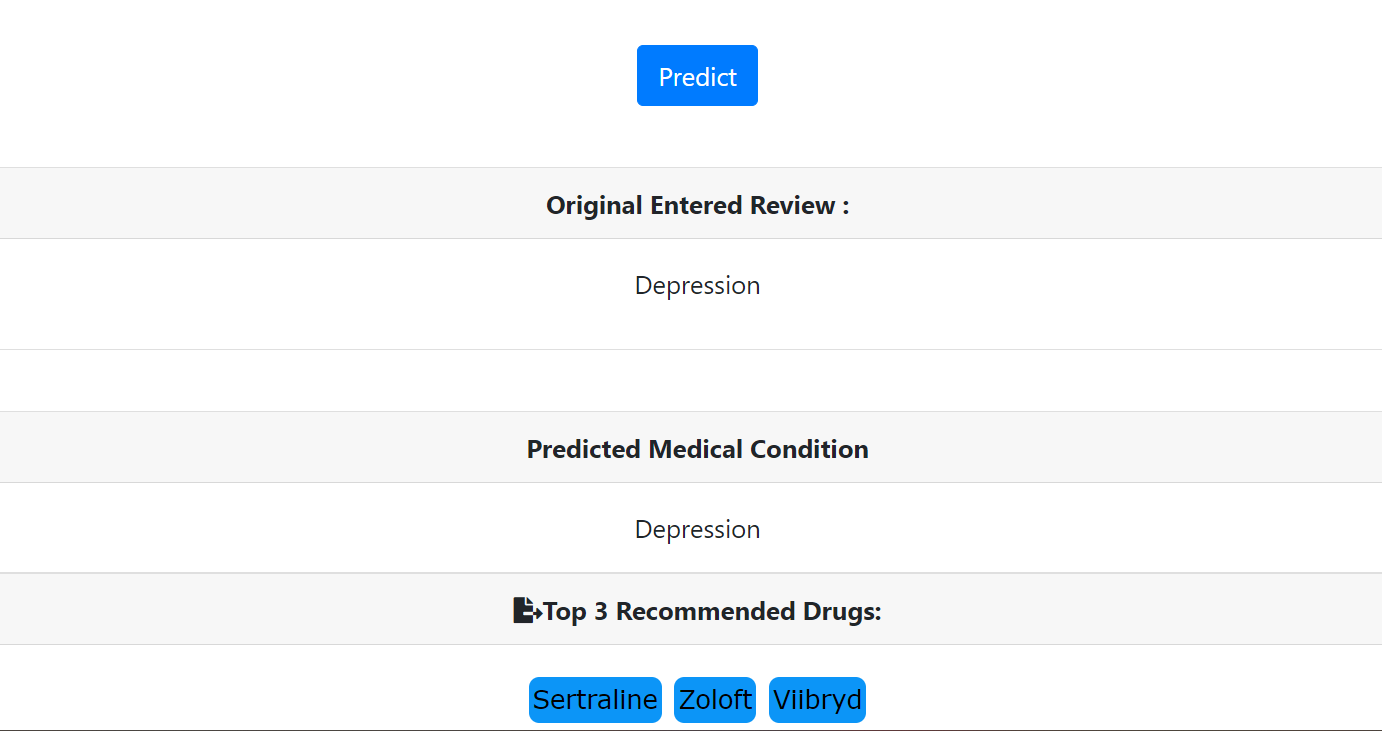 Predict
Original Entered Review :
Depression
Predicted Medical Condition
Depression
Top 3 Recommended Drugs:
Sertraline Zoloft Viibryd